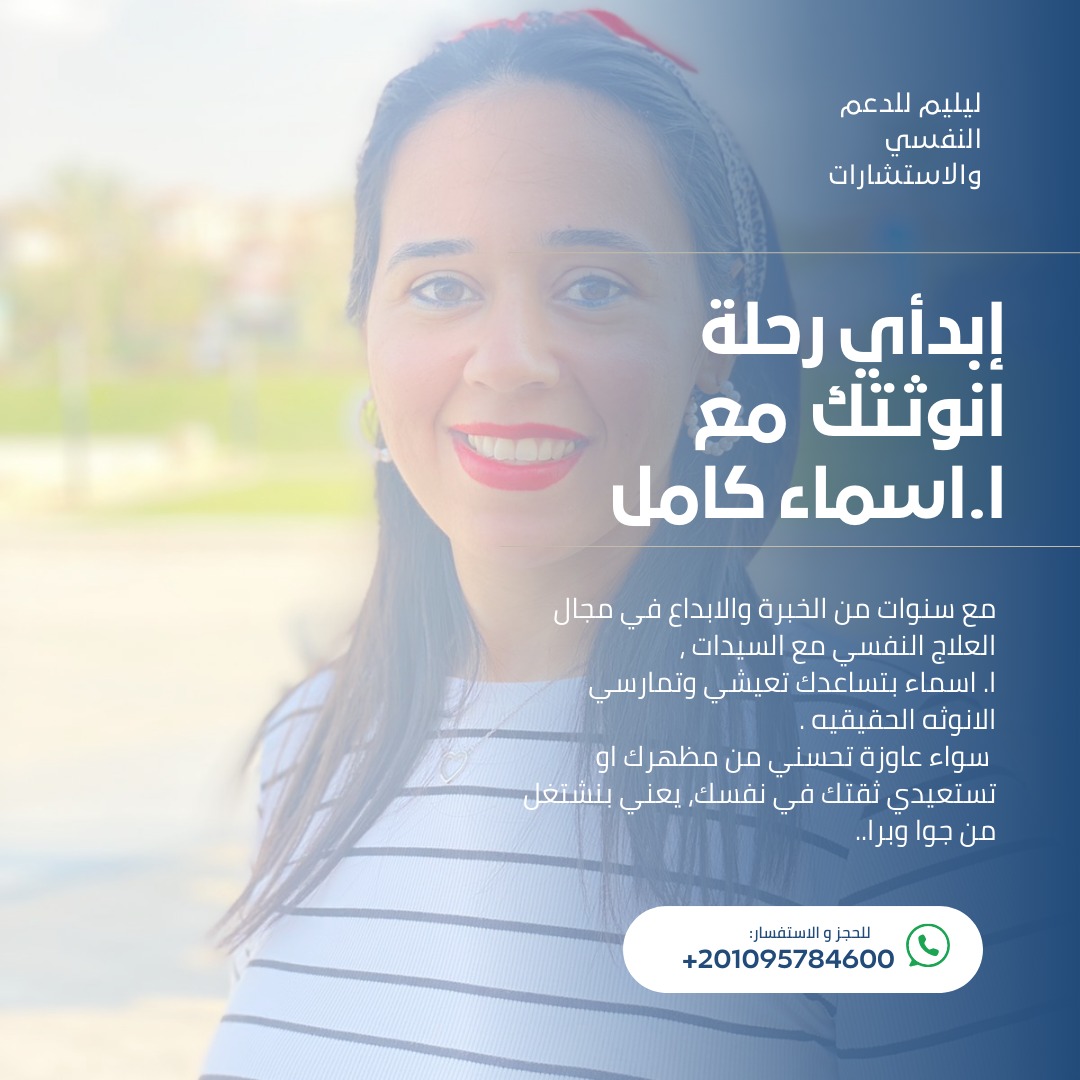 ليليم للدعم
النفسي
والاستشارات
إبدأي رحلة
انوثتك مع
ا.اسماء كامل
مع سنوات من الخبرة والابداع في مجال
العلاج النفسي مع السيدات ,
ا. اسماء بتساعدك تعيشي وتمارسي
الانوثه الحقيقيه .
سواء عاوزة تحسني من مظهرك او
تستعيدي ثقتك في نفسك, يعني بنشتغل
من جوا وبرا..
للحجز و الاستفسار:
+201095784600